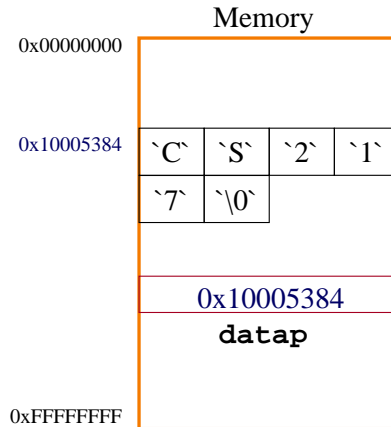 Memory
0x00000000
0x10005384 `C` `S` `2` `1`
`7` `\0`
0x10005384
datap
0xFFFFFFFF